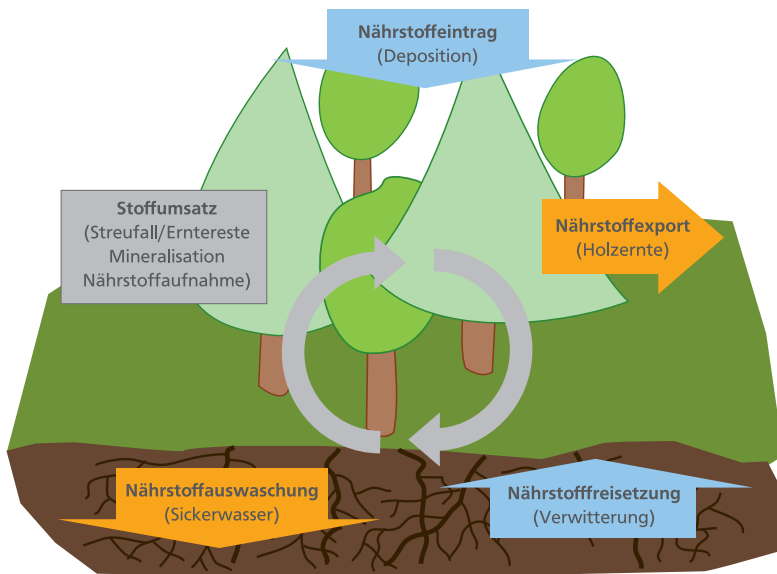 Nährstoffeintrag
(Deposition)
Stoffumsatz
(Streufall/Erntereste
Mineralisation
Nährstoffaufnahme)
Nährstoffexport
(Holzernte)
Nährstoffauswaschung
(Sickerwasser)
Nährstofffreisetzung
(Verwitterung)